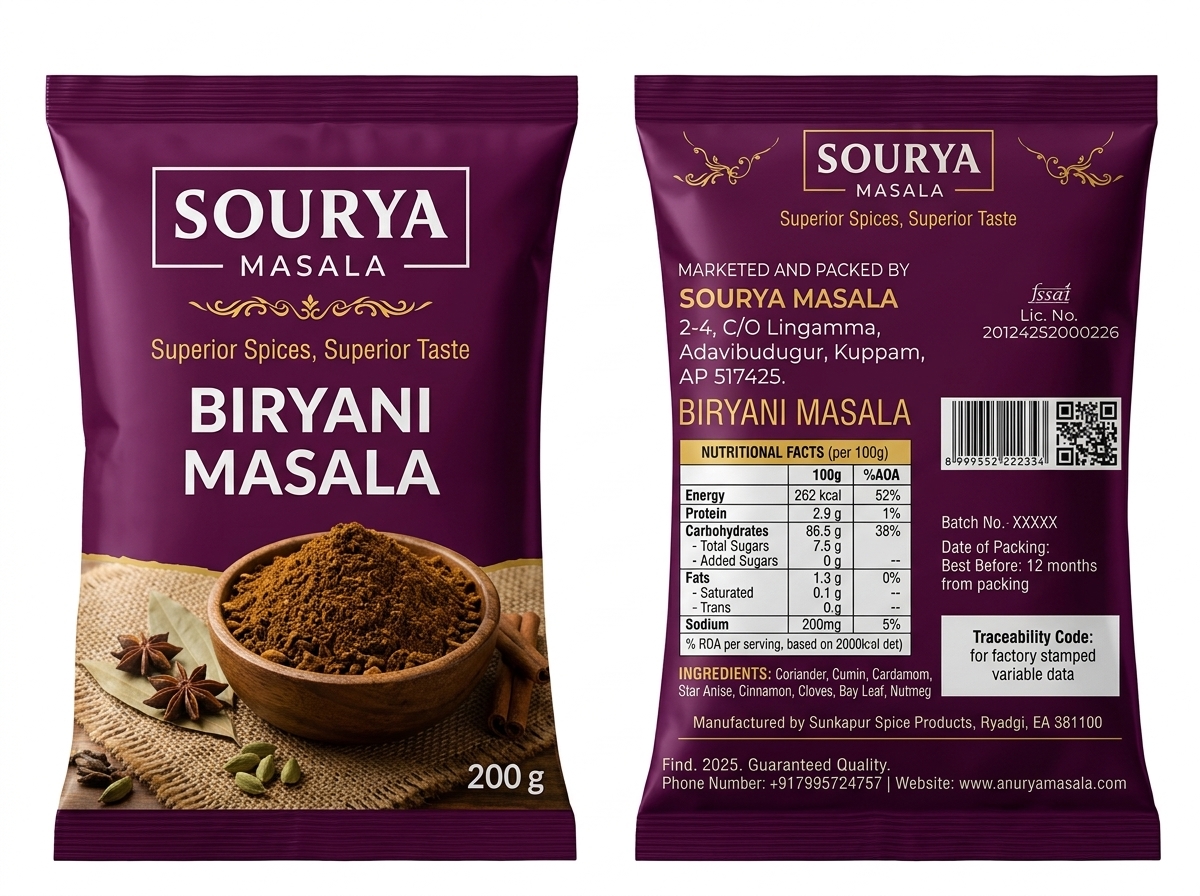 SOURYA
MASALA
Superior Spices, Superior Taste
BIRYANI
MASALA
200 g
SOURYA
MASALA
Superior Spices, Superior Taste
MARKETED AND PACKED BY
SOURYA MASALA
2-4, C/O Lingamma,
Adavibudugur, Kuppam,
AP 517425.
fssai
Lic. No.
20124252000226
BIRYANI MASALA
8 999552 222334
NUTRITIONAL FACTS (per 100g)
100g %AOA
Energy 262 kcal 52%
Protein 2.9 g 1%
Carbohydrates 86.5 g 38%
- Total Sugars 7.5 g
- Added Sugars 0 g --
Fats 1.3 g 0%
- Saturated 0.1 g --
- Trans 0.g --
Sodium 200mg 5%
% RDA per serving, based on 2000kcal det)
Batch No.- XXXXX
Date of Packing:
Best Before: 12 months
from packing
Traceability Code:
for factory stamped
variable data
INGREDIENTS: Coriander, Cumin, Cardamom,
Star Anise, Cinnamon, Cloves, Bay Leaf, Nutmeg
Manufactured by Sunkapur Spice Products, Ryadgi, EA 381100
Find. 2025. Guaranteed Quality.
Phone Number: +917995724757 | Website: www.anuryamasala.com